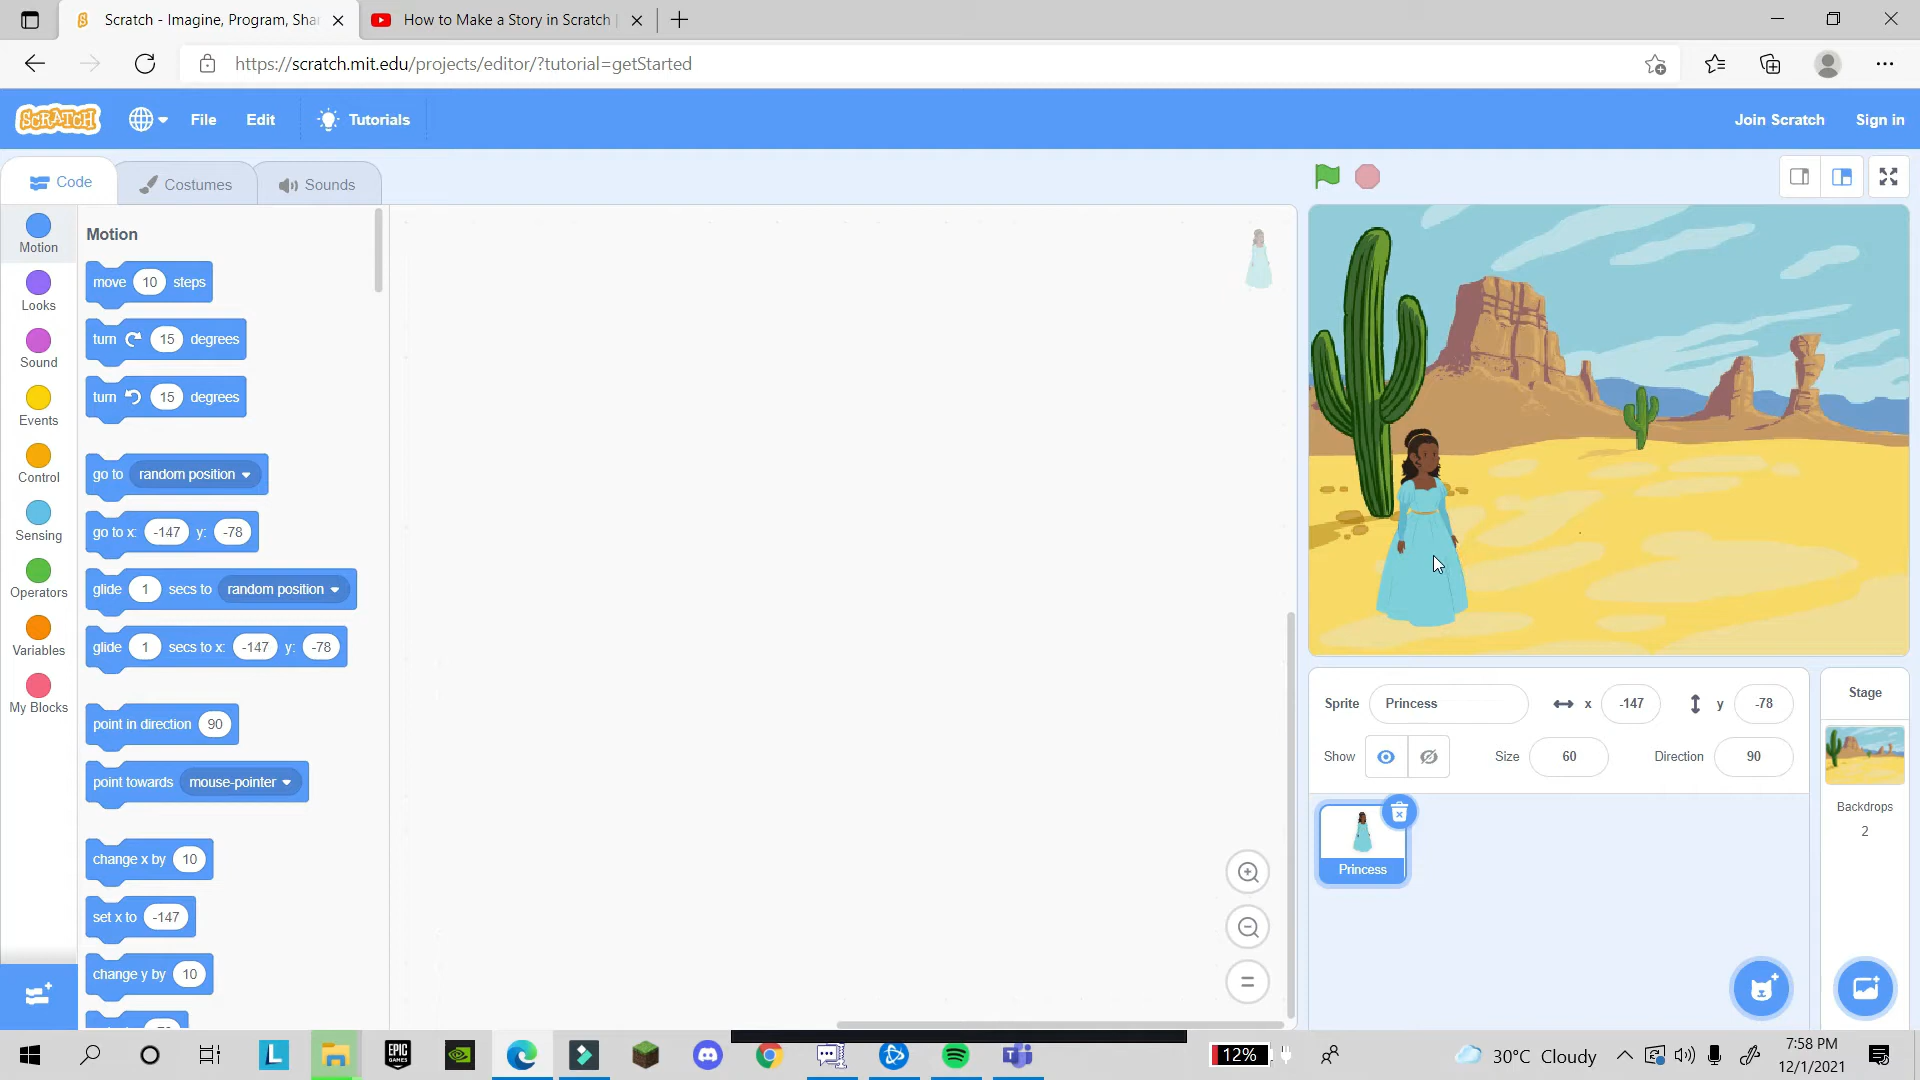 Scratch - Imagine, Program, Sha
How to Make a Story in Scratch |
https://scratch.mit.edu/projects/editor/?tutorial=getStarted
SCRATCH
File
Edit
Tutorials
Join Scratch
Sign in
Code
Costumes
Sounds
Motion
Looks
Sound
Events
Control
Sensing
Operators
Variables
My Blocks
Motion
move 10 steps
turn 15 degrees
turn 15 degrees
go to random position
go to x: -147 y: -78
glide 1 secs to random position
glide 1 secs to x: -147 y: -78
point in direction 90
point towards mouse-pointer
change x by 10
set x to -147
change y by 10
Sprite Princess x -147 y -78
Show Size 60 Direction 90
Princess
Stage
Backdrops
2
L
EPIC
GAMES
12%
30°C Cloudy
7:58 PM
12/1/2021